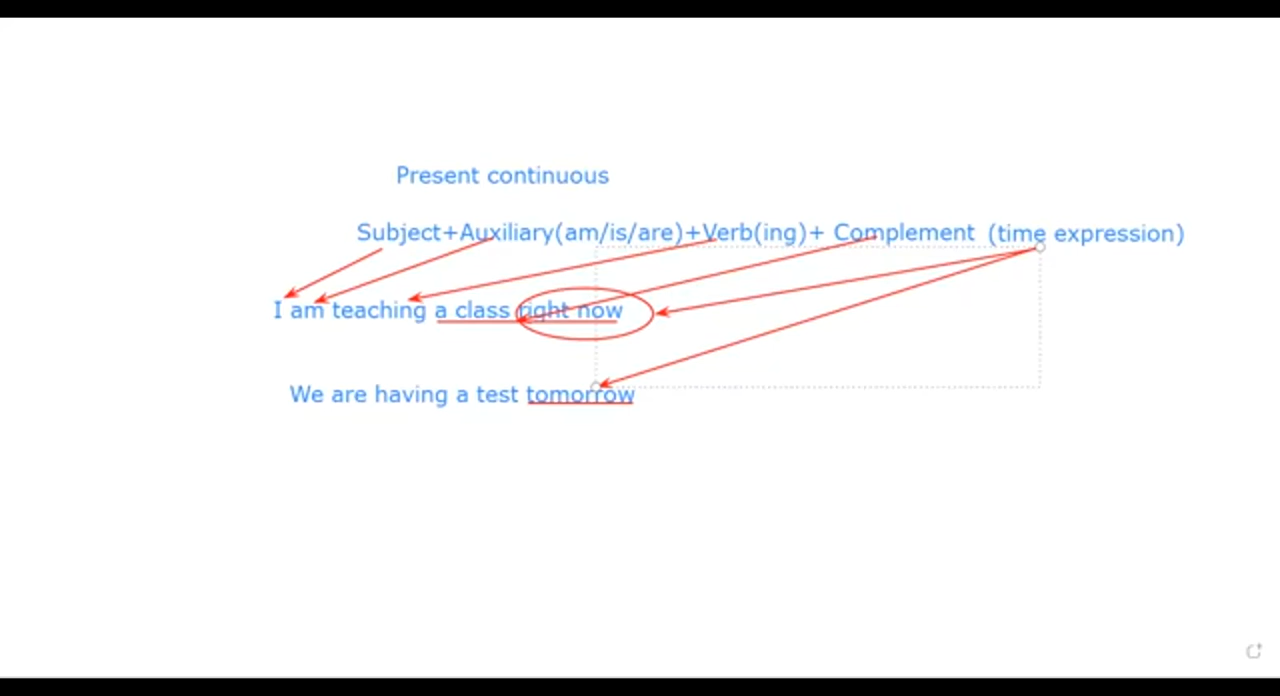 Present continuous
Subject+Auxiliary(am/is/are)+Verb(ing)+ Complement (time expression)
I am teaching a class right now
We are having a test tomorrow